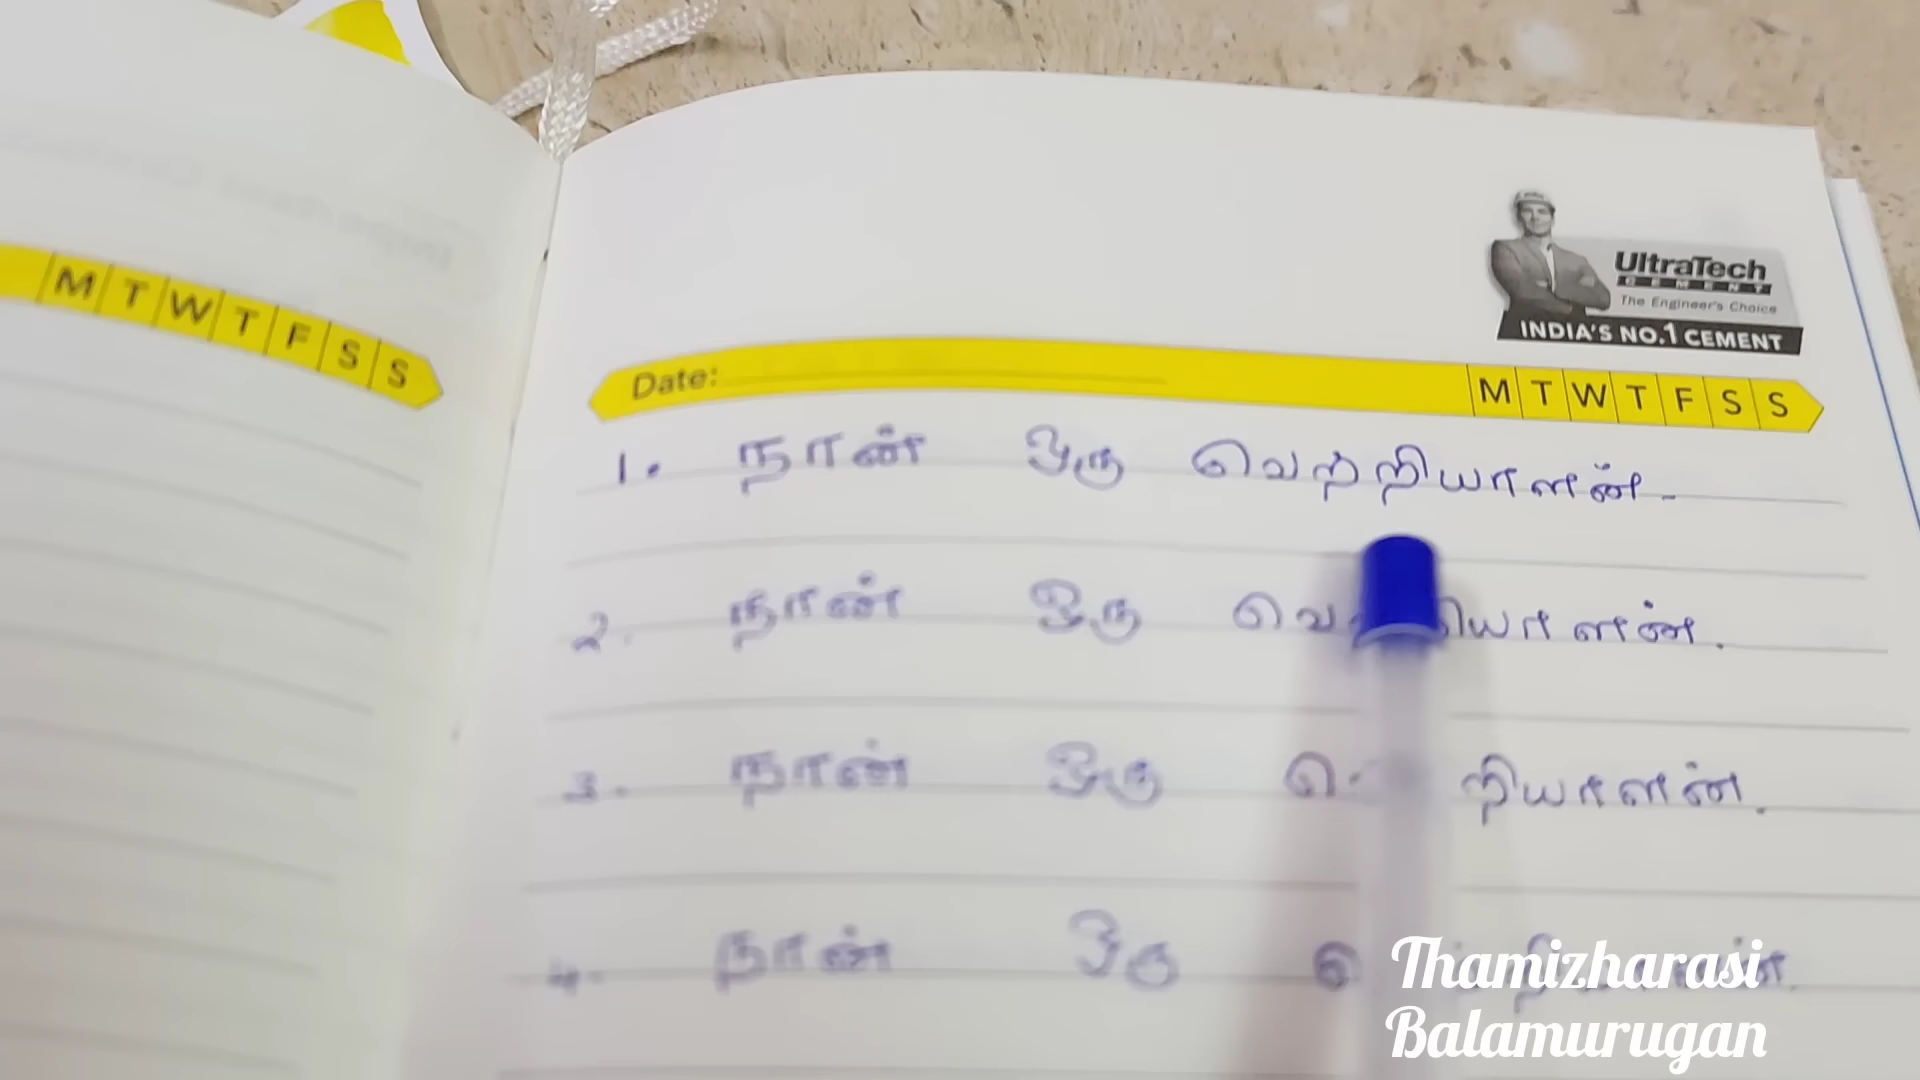 UltraTech
CEMENT
The Engineer's Choice
INDIA'S NO.1 CEMENT
M T W T F S S
Date: M T W T F S S
1. நான் ஒரு வெற்றியாளன்.
2. நான் ஒரு
3. நான் ஒரு
4. நான் ஒரு
Thamizharasi
Balamurugan